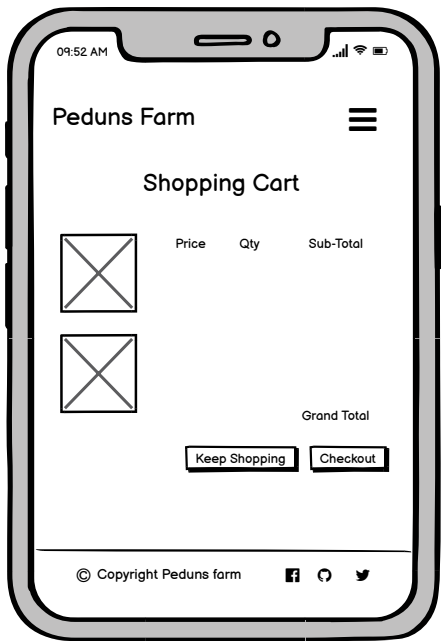 09:52 AM
Peduns Farm
Shopping Cart
Price Qty Sub-Total
Grand Total
Keep Shopping Checkout
© Copyright Peduns farm